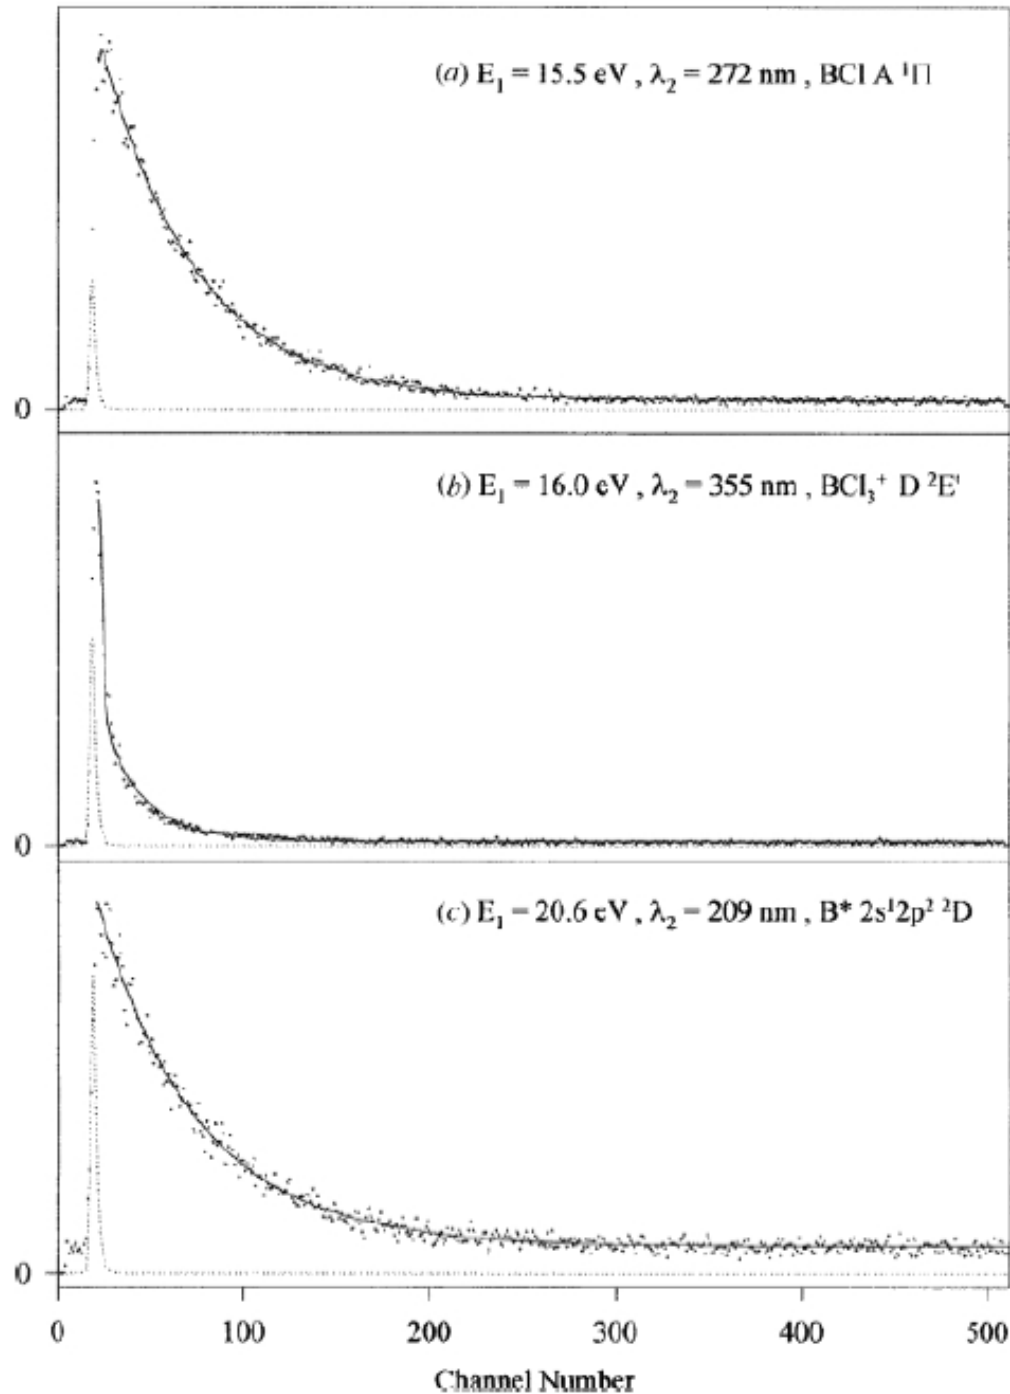 (a) E₁ = 15.5 eV , λ₂ = 272 nm , BCl A ¹Π
0
(b) E₁ = 16.0 eV , λ₂ = 355 nm , BCl₃⁺ D ²E'
0
(c) E₁ = 20.6 eV , λ₂ = 209 nm , B* 2s¹2p² ²D
0
0 100 200 300 400 500
Channel Number